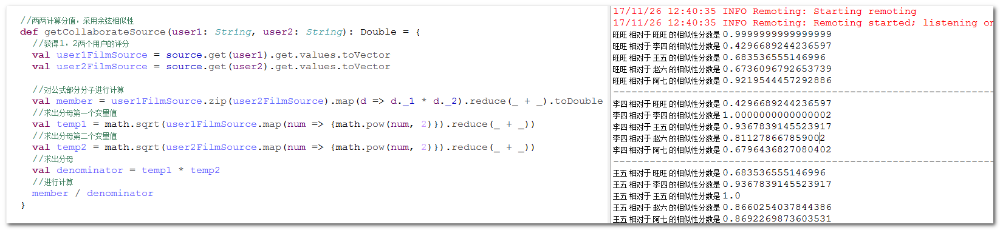 //两两计算分值，采用余弦相似性
def getCollaborateSource(user1: String, user2: String): Double = {
//获得1，2两个用户的评分
val user1FilmSource = source.get(user1).get.values.toVector
val user2FilmSource = source.get(user2).get.values.toVector
//对公式部分分子进行计算
val member = user1FilmSource.zip(user2FilmSource).map(d => d._1 * d._2).reduce(_ + _).toDouble
//求出分母第一个变量值
val temp1 = math.sqrt(user1FilmSource.map(num => {math.pow(num, 2)}).reduce(_ + _))
//求出分母第二个变量值
val temp2 = math.sqrt(user2FilmSource.map(num => {math.pow(num, 2)}).reduce(_ + _))
//求出分母
val denominator = temp1 * temp2
//进行计算
member / denominator
}
17/11/26 12:40:35 INFO Remoting: Starting remoting
17/11/26 12:40:35 INFO Remoting: Remoting started; listening on
旺旺 相对于 旺旺 的相似性分数是 0.9999999999999999
旺旺 相对于 李四 的相似性分数是 0.4296689244236597
旺旺 相对于 王五 的相似性分数是 0.683536555146996
旺旺 相对于 赵六 的相似性分数是 0.6736096792653739
旺旺 相对于 阿七 的相似性分数是 0.9219544457292886
李四 相对于 旺旺 的相似性分数是 0.4296689244236597
李四 相对于 李四 的相似性分数是 1.0000000000000002
李四 相对于 王五 的相似性分数是 0.9367839145523917
李四 相对于 赵六 的相似性分数是 0.811278667859002
李四 相对于 阿七 的相似性分数是 0.6796436827080402
王五 相对于 旺旺 的相似性分数是 0.683536555146996
王五 相对于 李四 的相似性分数是 0.9367839145523917
王五 相对于 王五 的相似性分数是 1.0
王五 相对于 赵六 的相似性分数是 0.8660254037844386
王五 相对于 阿七 的相似性分数是 0.8692269873603531